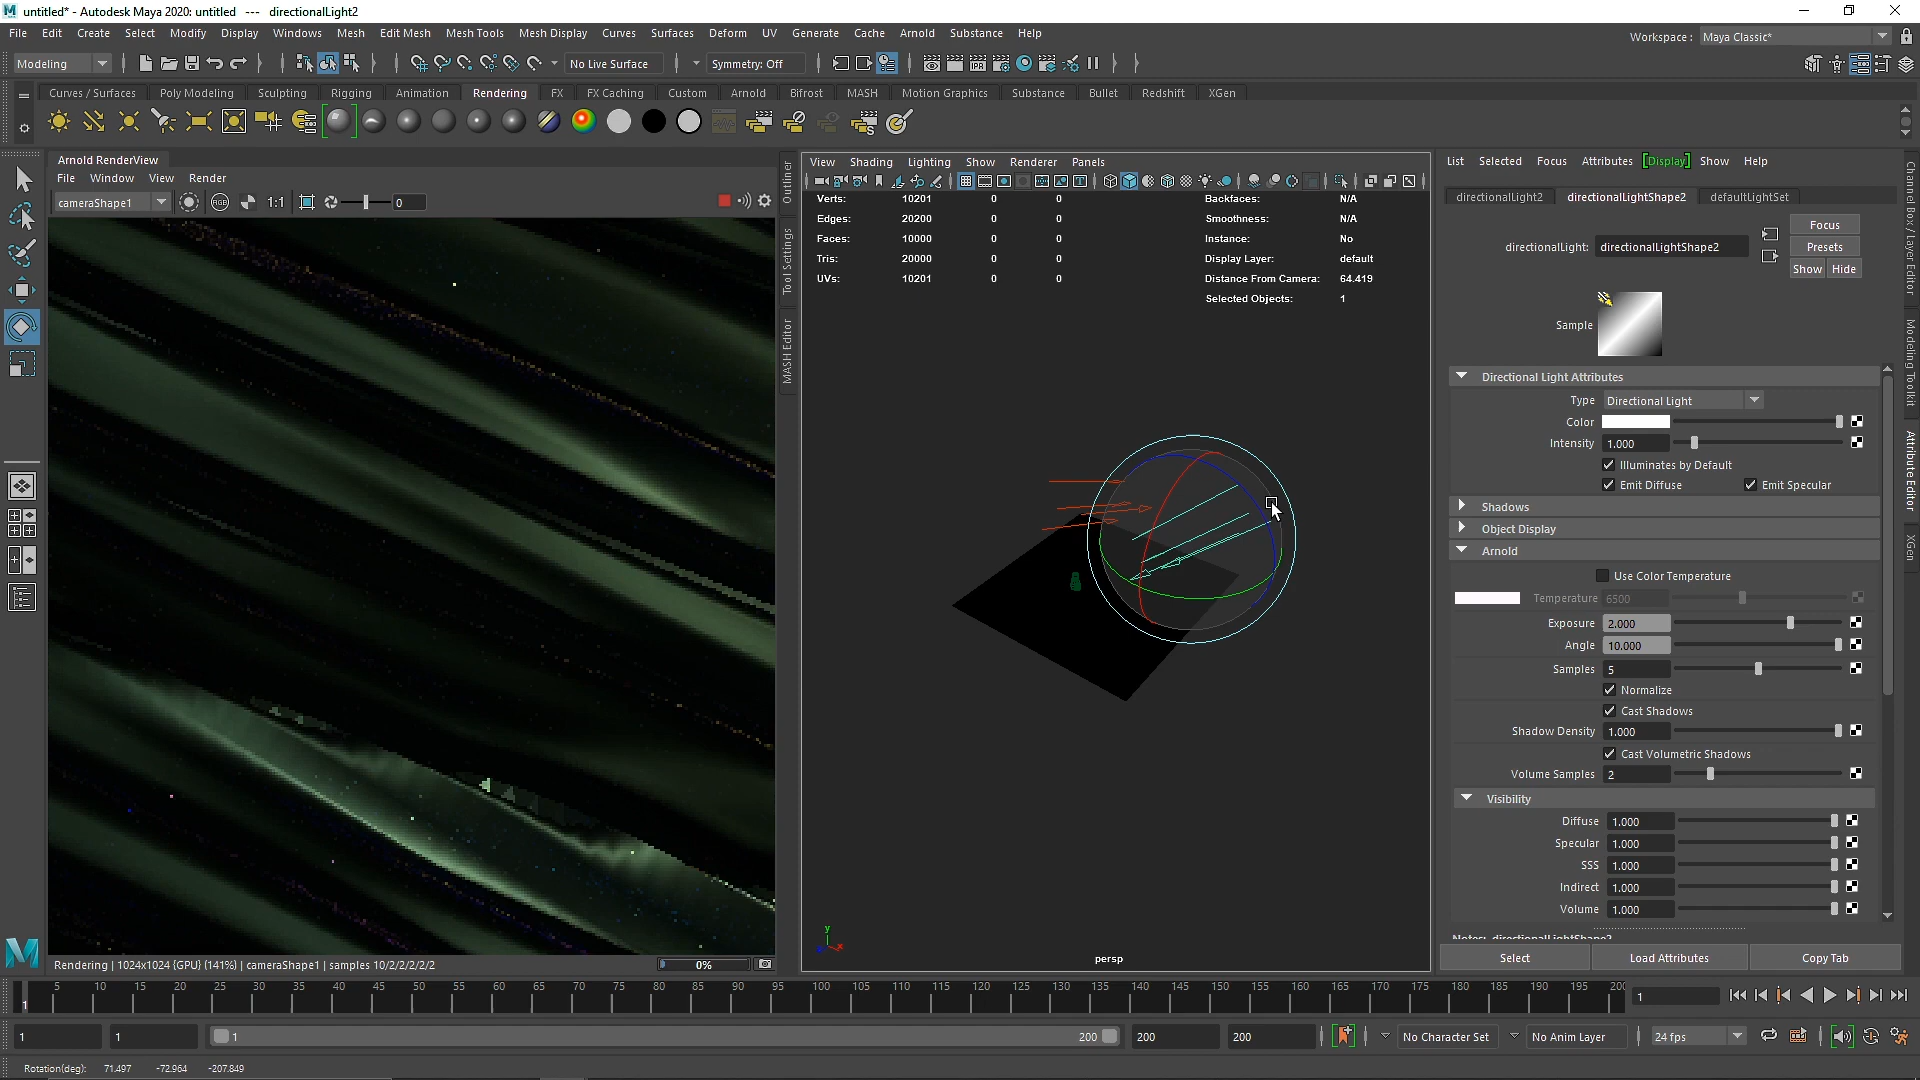 untitled* - Autodesk Maya 2020: untitled --- directionalLight2
File Edit Create Select Modify Display Windows Mesh Edit Mesh Mesh Tools Mesh Display Curves Surfaces Deform UV Generate Cache Arnold Substance Help
Workspace : Maya Classic*
Modeling No Live Surface Symmetry: Off
Curves / Surfaces Poly Modeling Sculpting Rigging Animation Rendering FX FX Caching Custom Arnold Bifrost MASH Motion Graphics Substance Bullet Redshift XGen
Arnold RenderView
File Window View Render
cameraShape1 1:1 0
Outliner
Tool Settings
MASH Editor
View Shading Lighting Show Renderer Panels
Verts: 10201 0 0 Backfaces: N/A
Edges: 20200 0 0 Smoothness: N/A
Faces: 10000 0 0 Instance: No
Tris: 20000 0 0 Display Layer: default
UVs: 10201 0 0 Distance From Camera: 64.419
Selected Objects: 1
y
x
persp
List Selected Focus Attributes Display Show Help
directionalLight2 directionalLightShape2 defaultLightSet
directionalLight: directionalLightShape2
Focus
Presets
Show Hide
Sample
Directional Light Attributes
Type Directional Light
Color
Intensity 1.000
Illuminates by Default
Emit Diffuse Emit Specular
Shadows
Object Display
Arnold
Use Color Temperature
Temperature 6500
Exposure 2.000
Angle 10.000
Samples 5
Normalize
Cast Shadows
Shadow Density 1.000
Cast Volumetric Shadows
Volume Samples 2
Visibility
Diffuse 1.000
Specular 1.000
SSS 1.000
Indirect 1.000
Volume 1.000
Notes: directionalLightShape2
Select Load Attributes Copy Tab
Channel Box / Layer Editor
Modeling Toolkit
Attribute Editor
XGen
Rendering | 1024x1024 {GPU} (141%) | cameraShape1 | samples 10/2/2/2/2/2 0%
1 5 10 15 20 25 30 35 40 45 50 55 60 65 70 75 80 85 90 95 100 105 110 115 120 125 130 135 140 145 150 155 160 165 170 175 180 185 190 195 200 1
1 1 1 200 200 200 No Character Set No Anim Layer 24 fps
Rotation(deg): 71.497 -72.964 -207.849